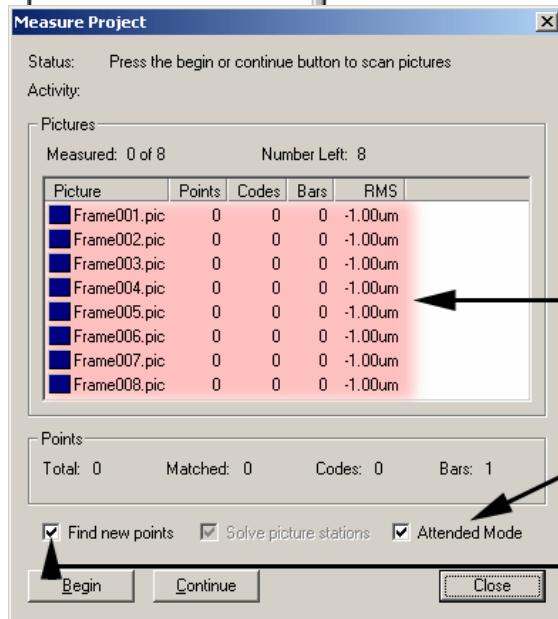 Measure Project
Status: Press the begin or continue button to scan pictures
Activity:
Pictures
Measured: 0 of 8 Number Left: 8
Picture Points Codes Bars RMS
Frame001.pic 0 0 0 -1.00um
Frame002.pic 0 0 0 -1.00um
Frame003.pic 0 0 0 -1.00um
Frame004.pic 0 0 0 -1.00um
Frame005.pic 0 0 0 -1.00um
Frame006.pic 0 0 0 -1.00um
Frame007.pic 0 0 0 -1.00um
Frame008.pic 0 0 0 -1.00um
Points
Total: 0 Matched: 0 Codes: 0 Bars: 1
Find new points Solve picture stations Attended Mode
Begin Continue Close